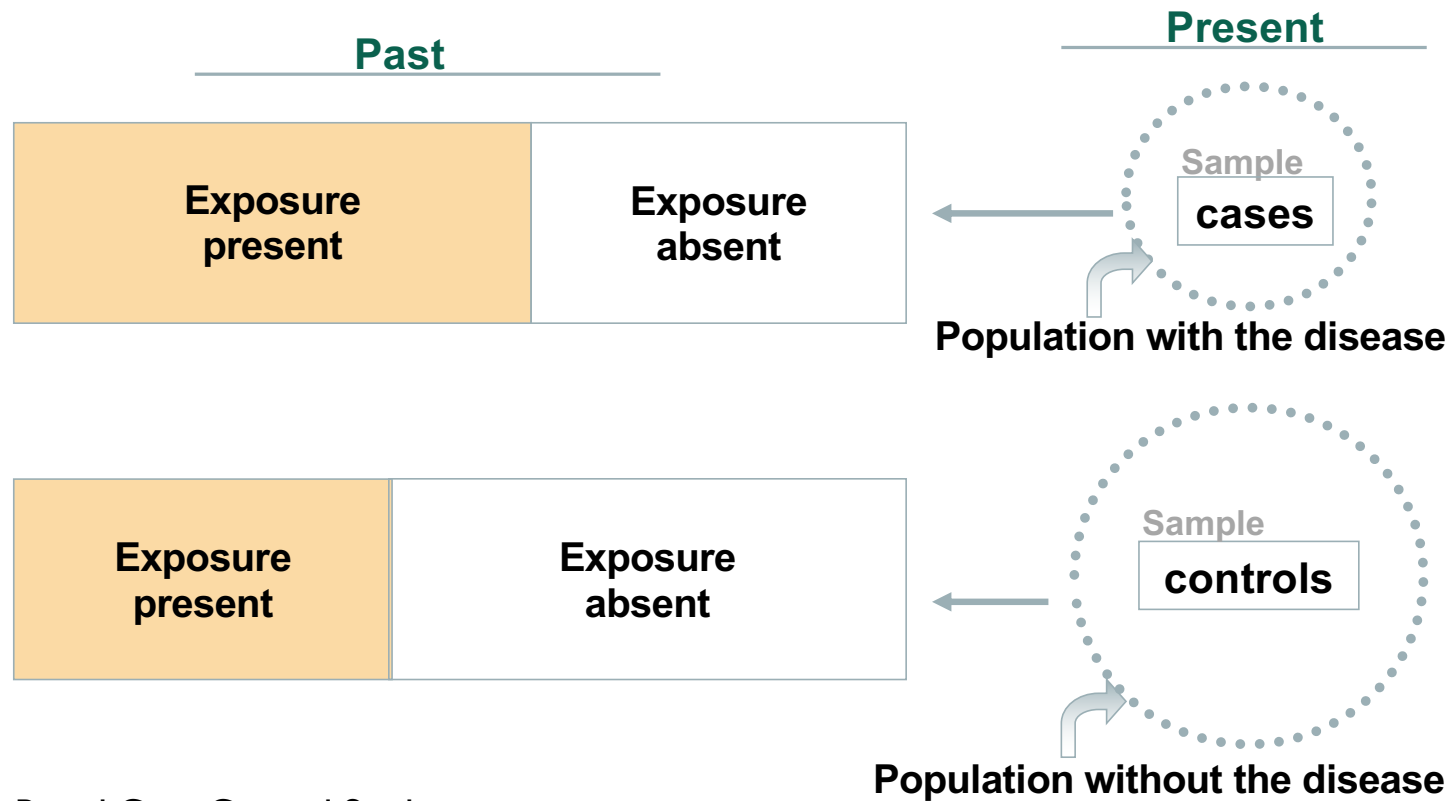 Past
Present
Exposure
present
Exposure
absent
Sample
cases
Population with the disease
Exposure
present
Exposure
absent
Sample
controls
Population without the disease